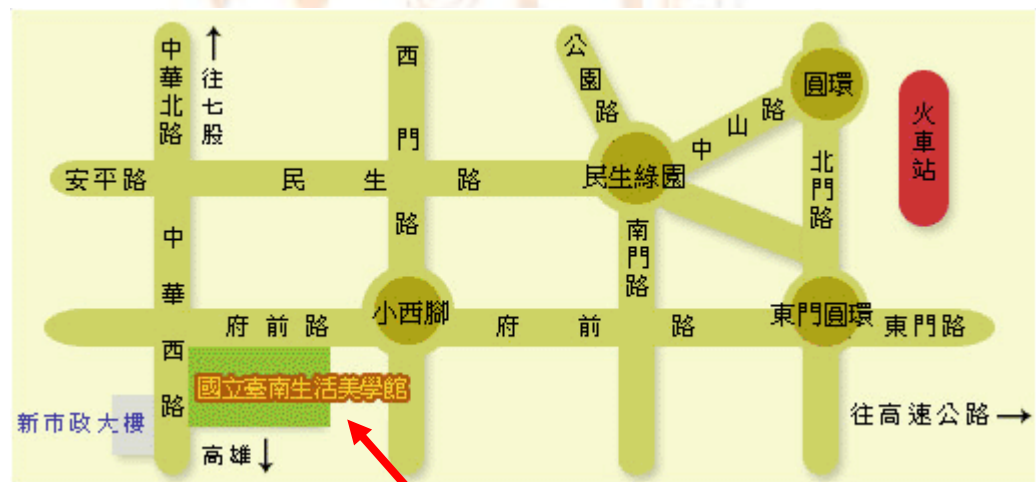 中華北路
往七股
西門路
公園路
中山路
圓環
火車站
安平路
民生路
民生綠園
北門路
南門路
中華西路
府前路
小西腳
府前路
東門圓環
東門路
國立臺南生活美學館
新市政大樓
高雄
往高速公路